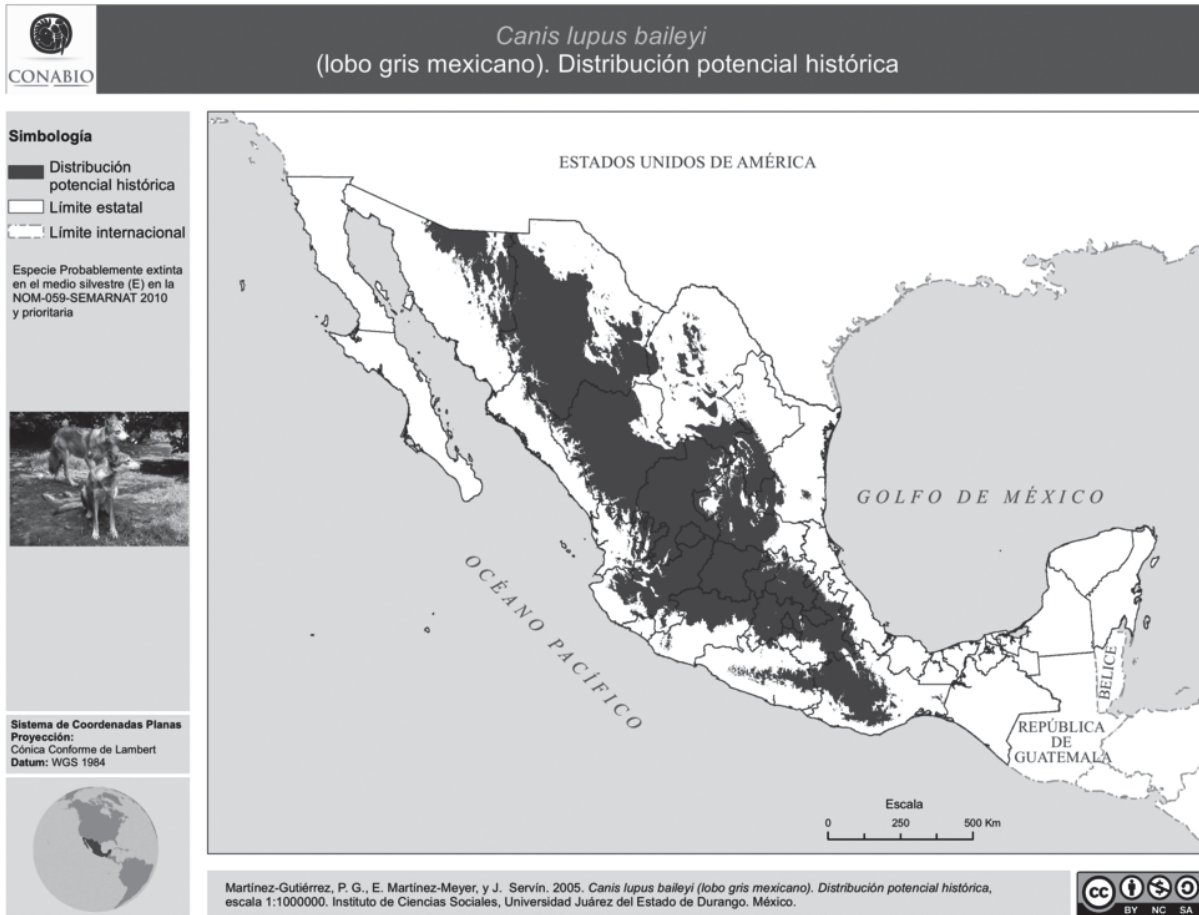 CONABIO
Canis lupus baileyi
(lobo gris mexicano). Distribución potencial histórica
Simbología
Distribución
potencial histórica
Límite estatal
Límite internacional
Especie Probablemente extinta
en el medio silvestre (E) en la
NOM-059-SEMARNAT 2010
y prioritaria
Sistema de Coordenadas Planas
Proyección:
Cónica Conforme de Lambert
Datum: WGS 1984
ESTADOS UNIDOS DE AMÉRICA
GOLFO DE MÉXICO
OCÉANO PACÍFICO
BELICE
REPÚBLICA
DE
GUATEMALA
Escala
0 250 500 Km
Martínez-Gutiérrez, P. G., E. Martínez-Meyer, y J. Servín. 2005. Canis lupus baileyi (lobo gris mexicano). Distribución potencial histórica,
escala 1:1000000. Instituto de Ciencias Sociales, Universidad Juárez del Estado de Durango. México.
cc
BY NC SA